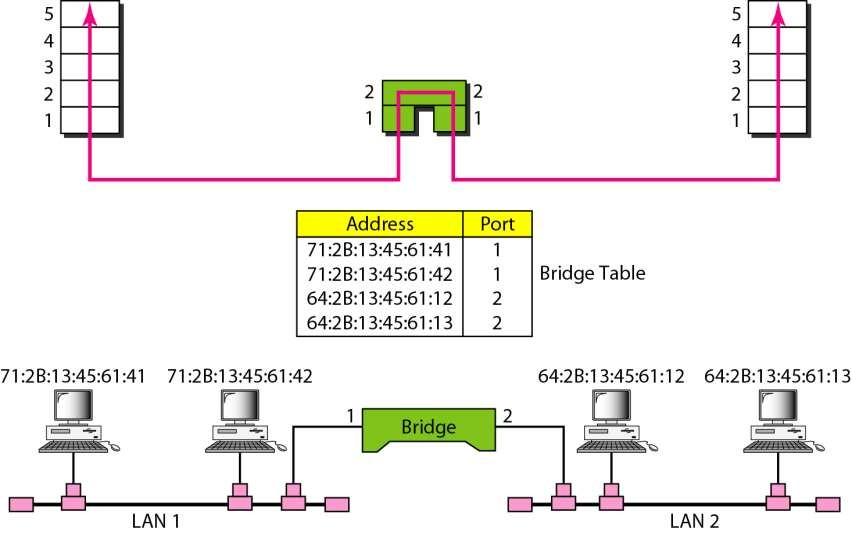 5 5
4 4
3 3
2 2 2 2
1 1 1 1
Address Port
71:2B:13:45:61:41 1
71:2B:13:45:61:42 1
64:2B:13:45:61:12 2
64:2B:13:45:61:13 2
Bridge Table
71:2B:13:45:61:41 71:2B:13:45:61:42 64:2B:13:45:61:12 64:2B:13:45:61:13
1 Bridge 2
LAN 1 LAN 2